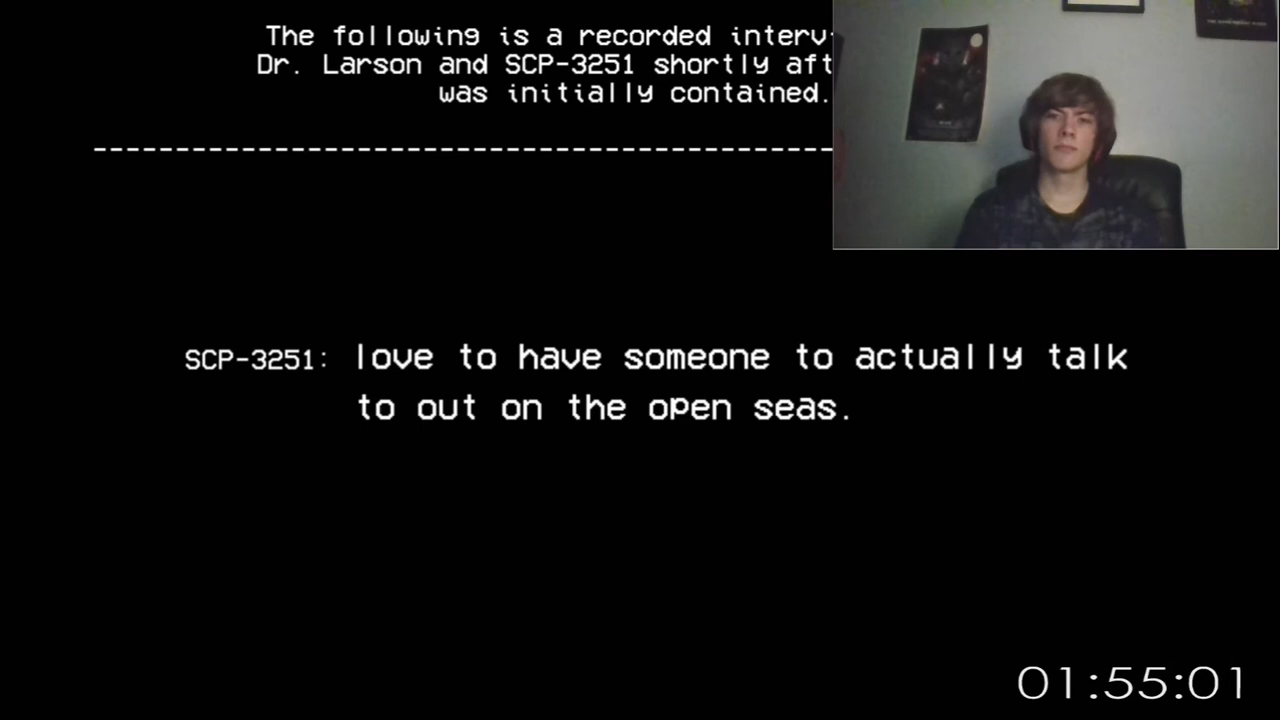 The following is a recorded interv
Dr. Larson and SCP-3251 shortly aft
was initially contained.
SCP-3251: love to have someone to actually talk
to out on the open seas.
01:55:01